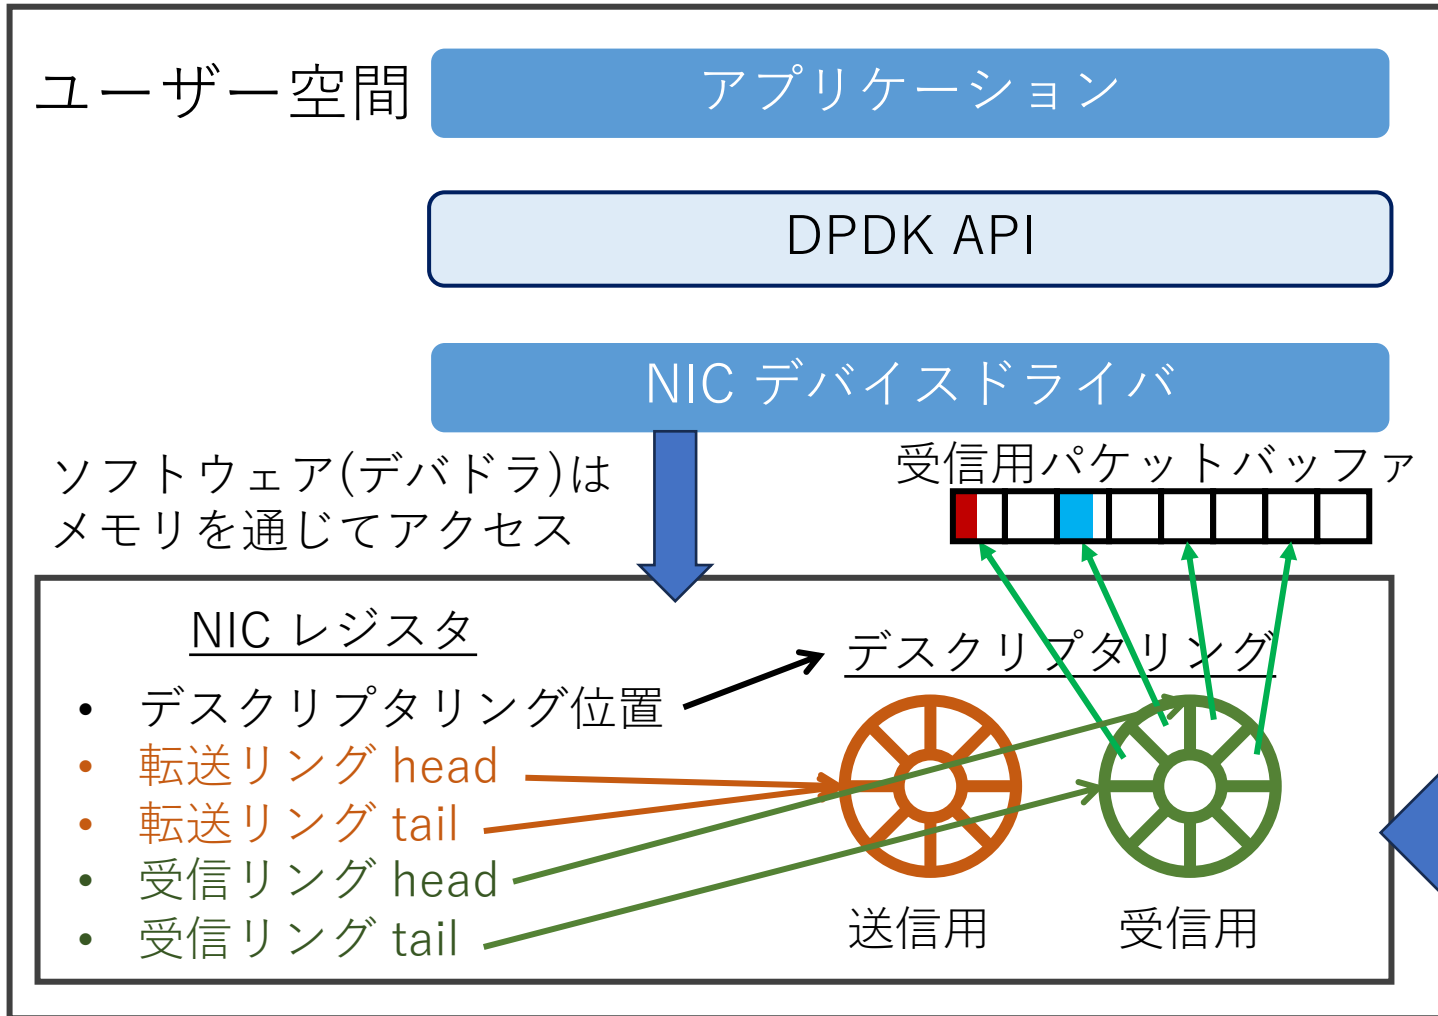 ユーザー空間
アプリケーション
DPDK API
NIC デバイスドライバ
ソフトウェア(デバドラ)は
メモリを通じてアクセス
受信用パケットバッファ
NIC レジスタ
• デスクリプタリング位置
• 転送リング head
• 転送リング tail
• 受信リング head
• 受信リング tail
デスクリプタリング
送信用
受信用